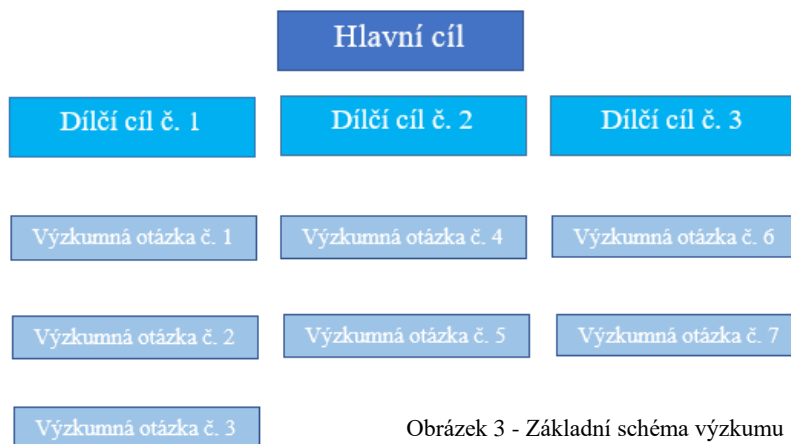 Hlavní cíl
Dílčí cíl č. 1
Dílčí cíl č. 2
Dílčí cíl č. 3
Výzkumná otázka č. 1
Výzkumná otázka č. 4
Výzkumná otázka č. 6
Výzkumná otázka č. 2
Výzkumná otázka č. 5
Výzkumná otázka č. 7
Výzkumná otázka č. 3
Obrázek 3 - Základní schéma výzkumu